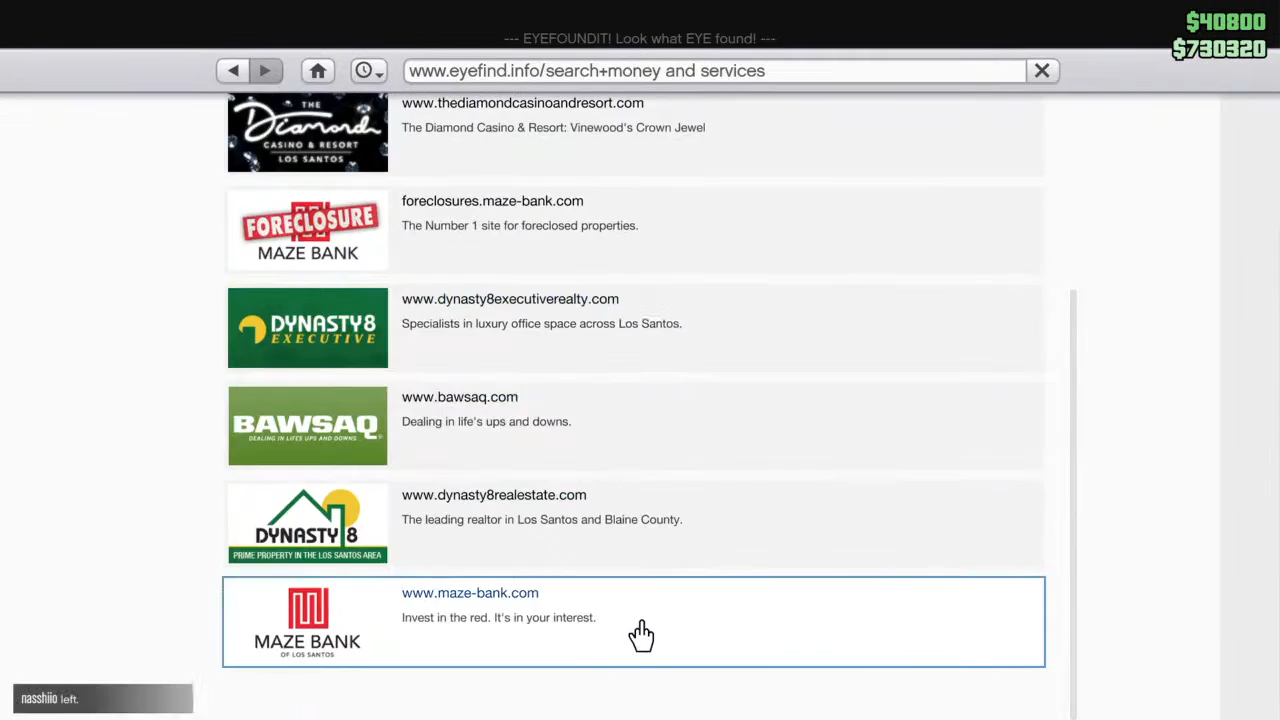 $40800
--- EYEFOUNDIT! Look what EYE found! ---
$730320
www.eyefind.info/search+money and services
THE
Diamond
CASINO & RESORT
LOS SANTOS
www.thediamondcasinoandresort.com
The Diamond Casino & Resort: Vinewood's Crown Jewel
FORECLOSURE
MAZE BANK
foreclosures.maze-bank.com
The Number 1 site for foreclosed properties.
DYNASTY8
EXECUTIVE
www.dynasty8executiverealty.com
Specialists in luxury office space across Los Santos.
BAWSAQ
DEALING IN LIFE'S UPS AND DOWNS
www.bawsaq.com
Dealing in life's ups and downs.
DYNASTY 8
PRIME PROPERTY IN THE LOS SANTOS AREA
www.dynasty8realestate.com
The leading realtor in Los Santos and Blaine County.
MAZE BANK
OF LOS SANTOS
www.maze-bank.com
Invest in the red. It's in your interest.
nasshiio left.